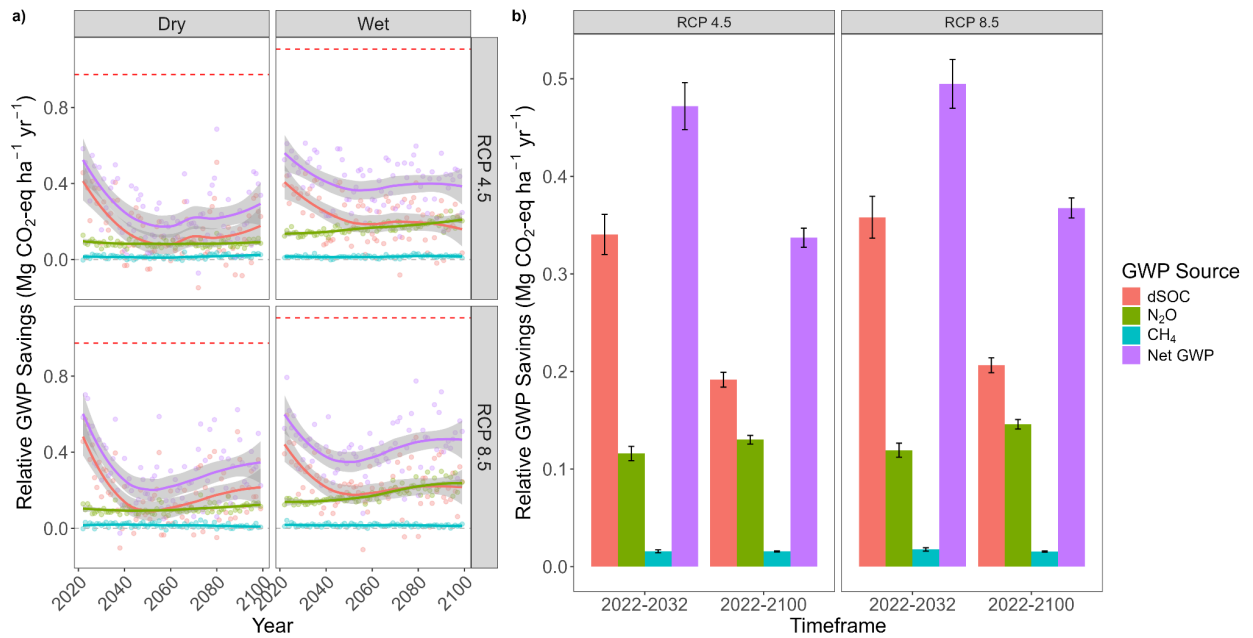 a)
Dry
Wet
RCP 4.5
RCP 8.5
Relative GWP Savings (Mg CO₂-eq ha⁻¹ yr⁻¹)
0.8
0.4
0.0
0.8
0.4
0.0
2020
2040
2060
2080
2100
2020
2040
2060
2080
2100
Year
b)
RCP 4.5
RCP 8.5
Relative GWP Savings (Mg CO₂-eq ha⁻¹ yr⁻¹)
0.5
0.4
0.3
0.2
0.1
0.0
2022-2032
2022-2100
2022-2032
2022-2100
Timeframe
GWP Source
dSOC
N₂O
CH₄
Net GWP